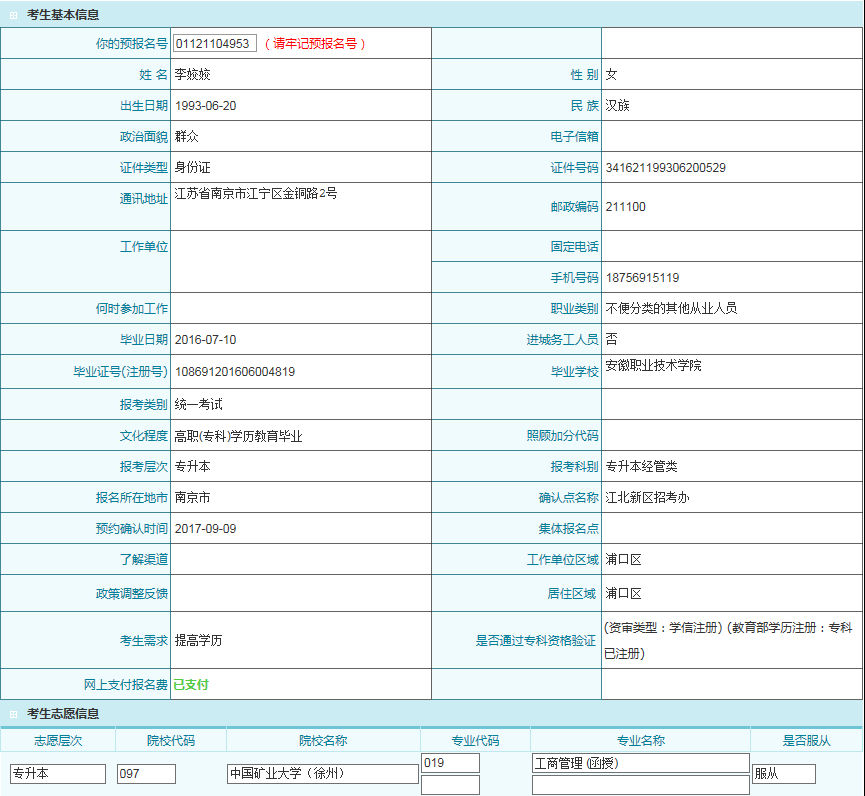 考生基本信息
你的预报名号 01121104953 (请牢记预报名号)
姓 名 李姣姣 性 别 女
出生日期 1993-06-20 民 族 汉族
政治面貌 群众 电子信箱
证件类型 身份证 证件号码 341621199306200529
通讯地址 江苏省南京市江宁区金铜路2号 邮政编码 211100
工作单位 固定电话
手机号码 18756915119
何时参加工作 职业类别 不便分类的其他从业人员
毕业日期 2016-07-10 进城务工人员 否
毕业证号(注册号) 108691201606004819 毕业学校 安徽职业技术学院
报考类别 统一考试
文化程度 高职(专科)学历教育毕业 照顾加分代码
报考层次 专升本 报考科别 专升本经管类
报名所在地市 南京市 确认点名称 江北新区招考办
预约确认时间 2017-09-09 集体报名点
了解渠道 工作单位区域 浦口区
政策调整反馈 居住区域 浦口区
考生需求 提高学历 是否通过专科资格验证 (资审类型：学信注册) (教育部学历注册：专科
已注册)
网上支付报名费 已支付
考生志愿信息
志愿层次 院校代码 院校名称 专业代码 专业名称 是否服从
专升本 097 中国矿业大学（徐州） 019 工商管理 (函授) 服从